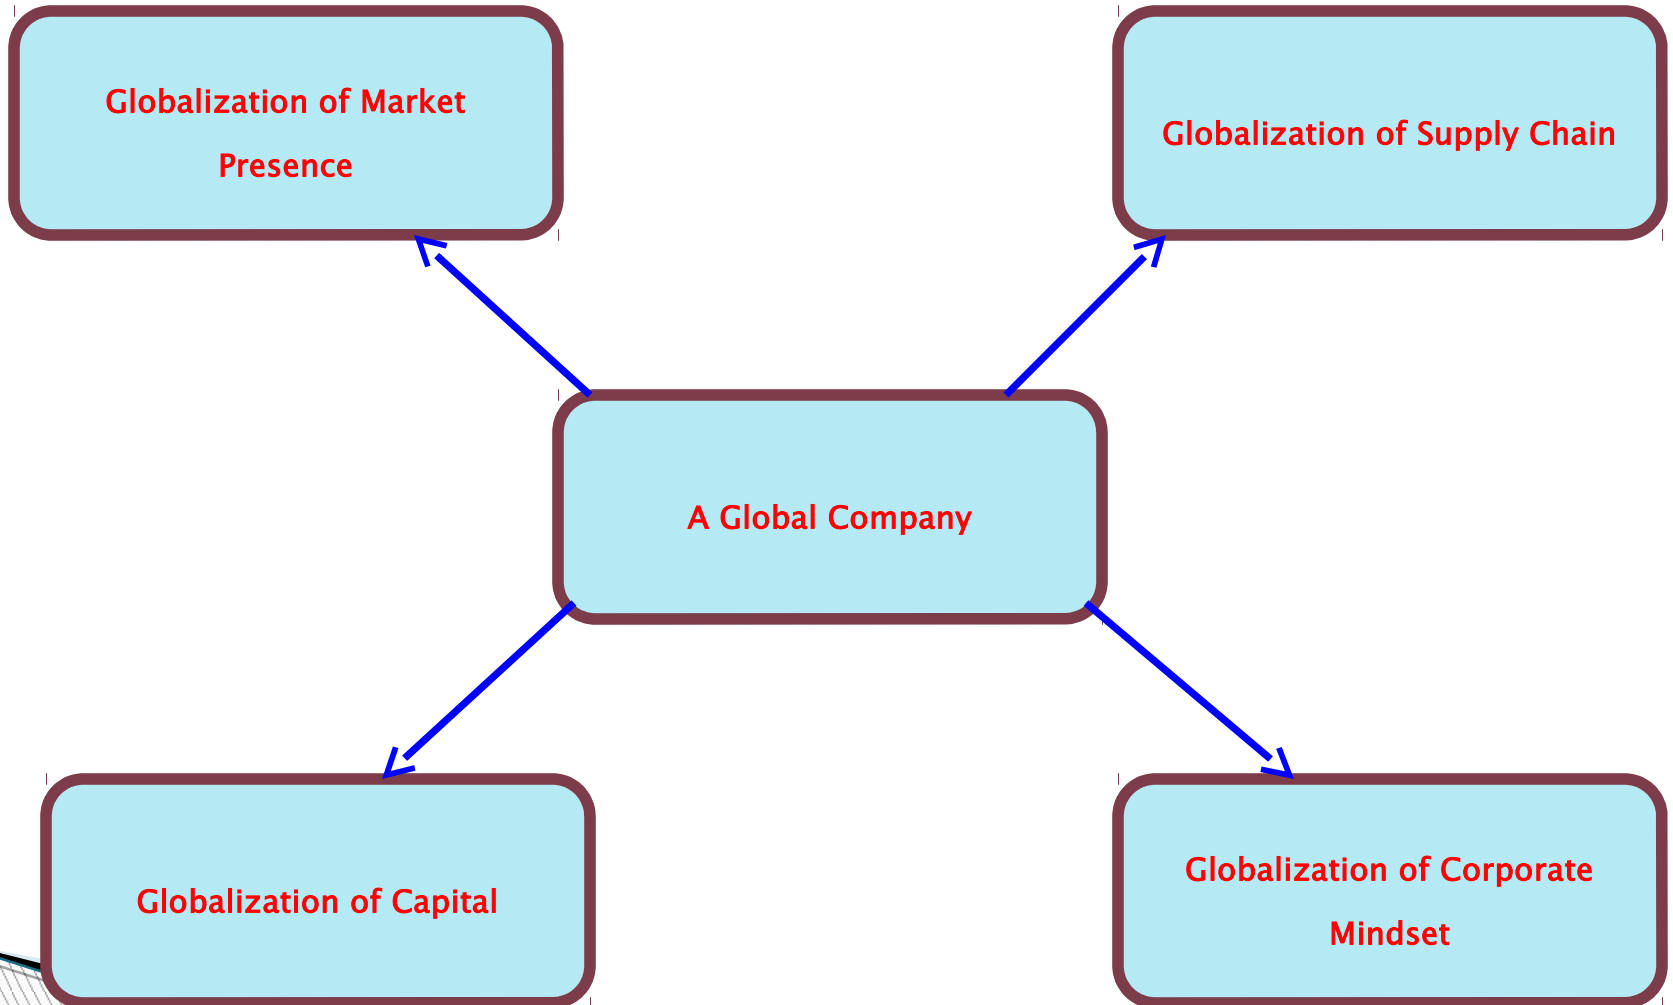 Globalization of Market
Presence
Globalization of Supply Chain
A Global Company
Globalization of Capital
Globalization of Corporate
Mindset